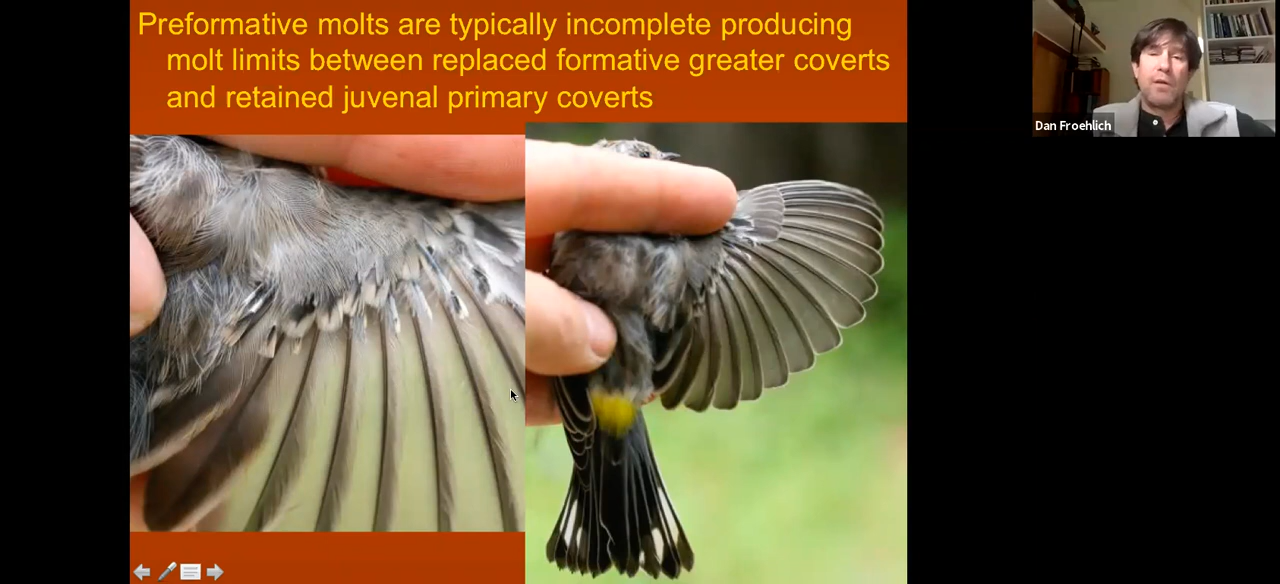 Preformative molts are typically incomplete producing
molt limits between replaced formative greater coverts
and retained juvenal primary coverts
Dan Froehlich